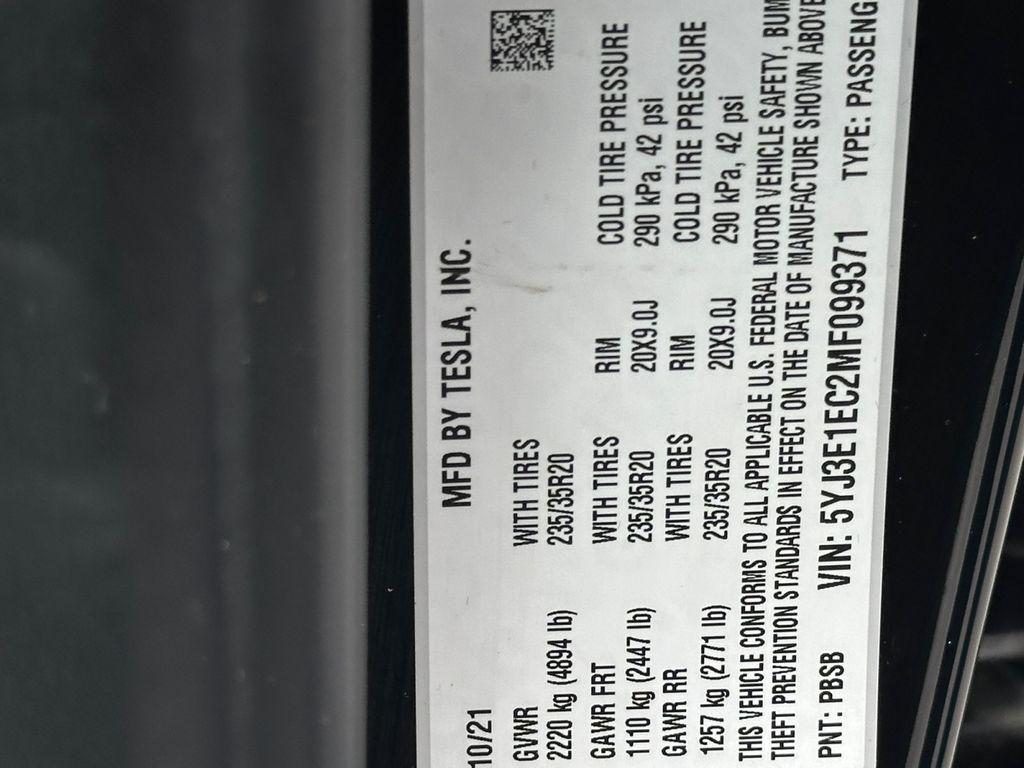 MFD BY TESLA, INC.
10/21
GVWR WITH TIRES
2220 kg (4894 lb) 235/35R20
GAWR FRT WITH TIRES RIM COLD TIRE PRESSURE
1110 kg (2447 lb) 235/35R20 20X9.0J 290 kPa, 42 psi
GAWR RR WITH TIRES RIM COLD TIRE PRESSURE
1257 kg (2771 lb) 235/35R20 20X9.0J 290 kPa, 42 psi
THIS VEHICLE CONFORMS TO ALL APPLICABLE U.S. FEDERAL MOTOR VEHICLE SAFETY, BUM
THEFT PREVENTION STANDARDS IN EFFECT ON THE DATE OF MANUFACTURE SHOWN ABOVE
PNT: PBSB VIN: 5YJ3E1EC2MF099371 TYPE: PASSENG